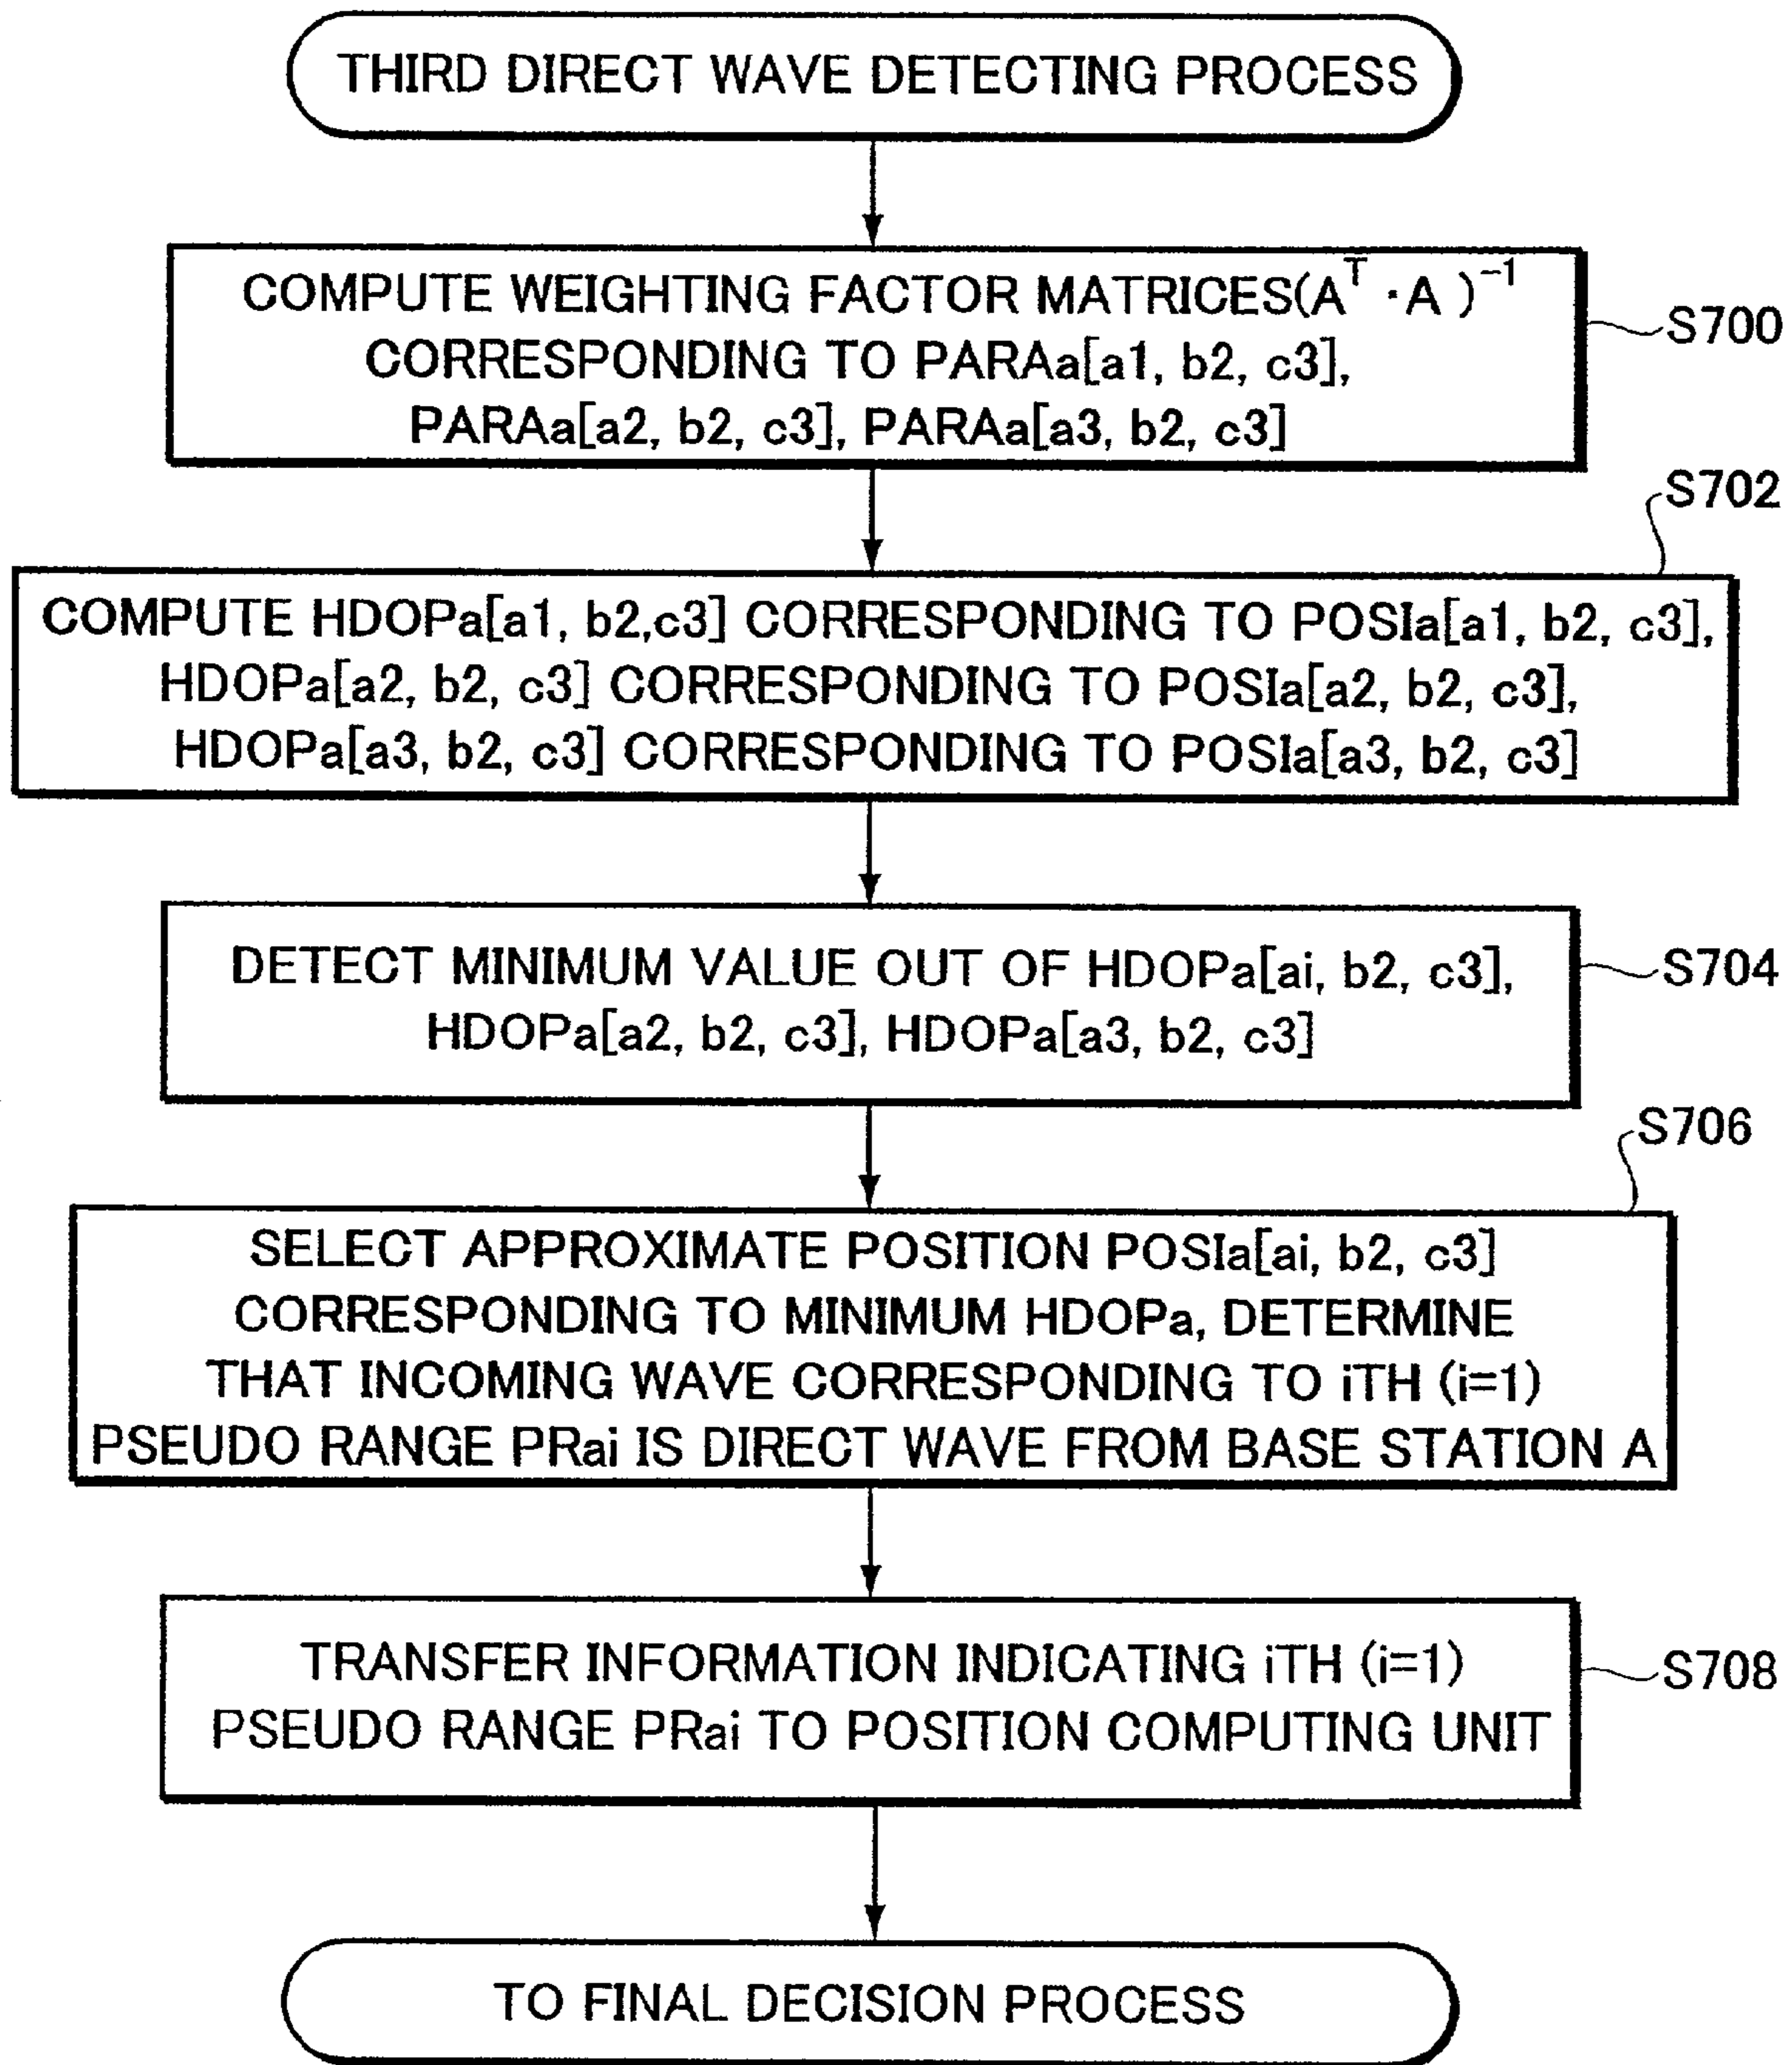 THIRD DIRECT WAVE DETECTING PROCESS
COMPUTE WEIGHTING FACTOR MATRICES(A^T · A )^-1
CORRESPONDING TO PARAa[a1, b2, c3],
PARAa[a2, b2, c3], PARAa[a3, b2, c3]
S700
S702
COMPUTE HDOPa[a1, b2,c3] CORRESPONDING TO POSIa[a1, b2, c3],
HDOPa[a2, b2, c3] CORRESPONDING TO POSIa[a2, b2, c3],
HDOPa[a3, b2, c3] CORRESPONDING TO POSIa[a3, b2, c3]
DETECT MINIMUM VALUE OUT OF HDOPa[ai, b2, c3],
HDOPa[a2, b2, c3], HDOPa[a3, b2, c3]
S704
S706
SELECT APPROXIMATE POSITION POSIa[ai, b2, c3]
CORRESPONDING TO MINIMUM HDOPa, DETERMINE
THAT INCOMING WAVE CORRESPONDING TO iTH (i=1)
PSEUDO RANGE PRai IS DIRECT WAVE FROM BASE STATION A
TRANSFER INFORMATION INDICATING iTH (i=1)
PSEUDO RANGE PRai TO POSITION COMPUTING UNIT
S708
TO FINAL DECISION PROCESS